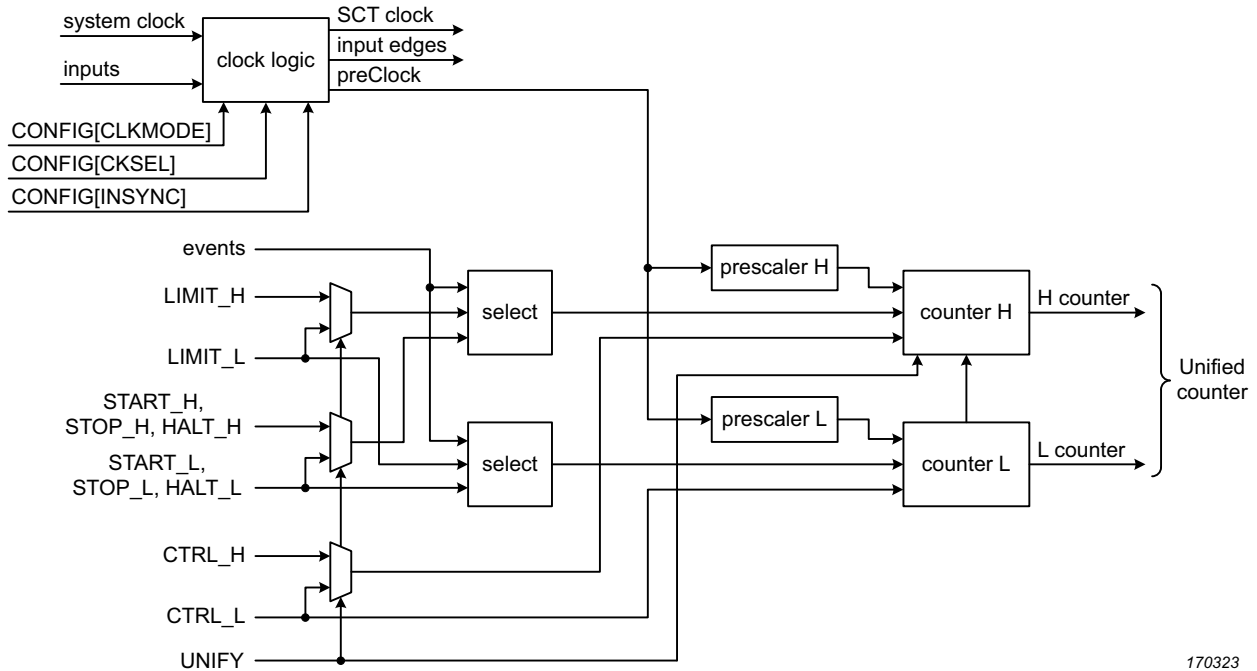 system clock
inputs
clock logic
SCT clock
input edges
preClock
CONFIG[CLKMODE]
CONFIG[CKSEL]
CONFIG[INSYNC]
events
LIMIT_H
LIMIT_L
START_H,
STOP_H, HALT_H
START_L,
STOP_L, HALT_L
CTRL_H
CTRL_L
UNIFY
select
select
prescaler H
prescaler L
counter H
counter L
H counter
L counter
Unified
counter
170323